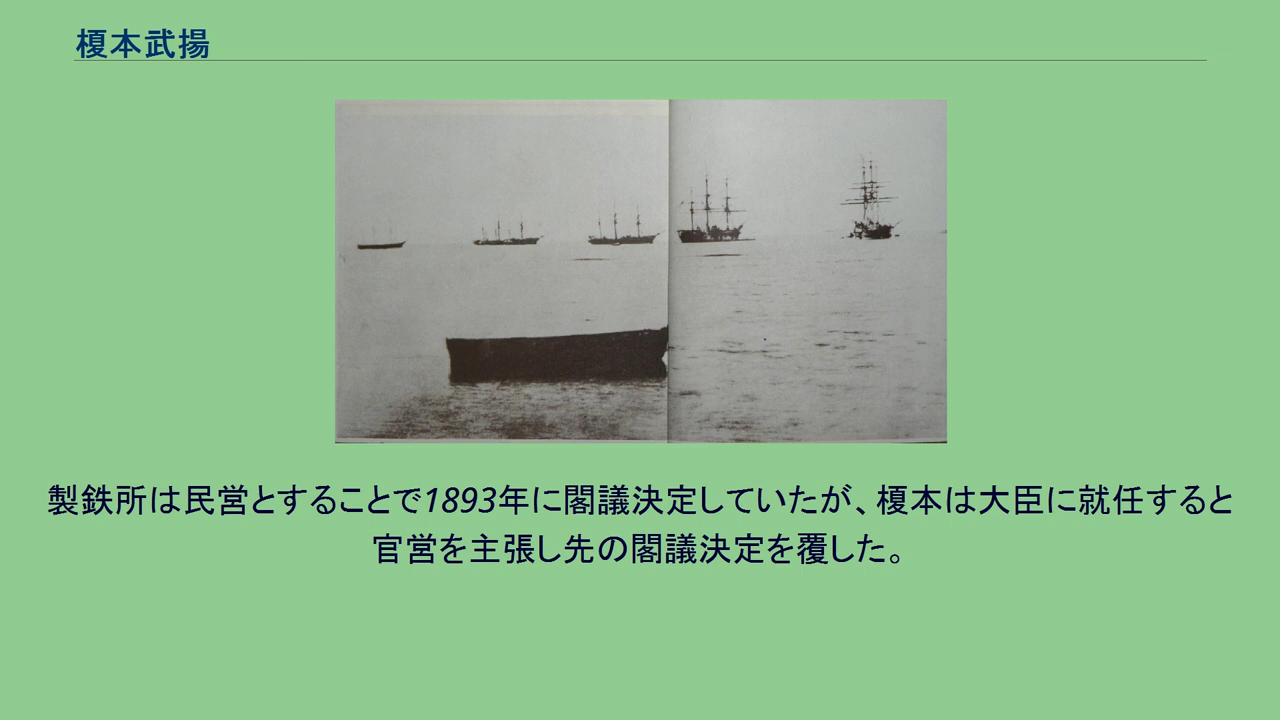 榎本武揚
製鉄所は民営とすることで1893年に閣議決定していたが、榎本は大臣に就任すると
官営を主張し先の閣議決定を覆した。